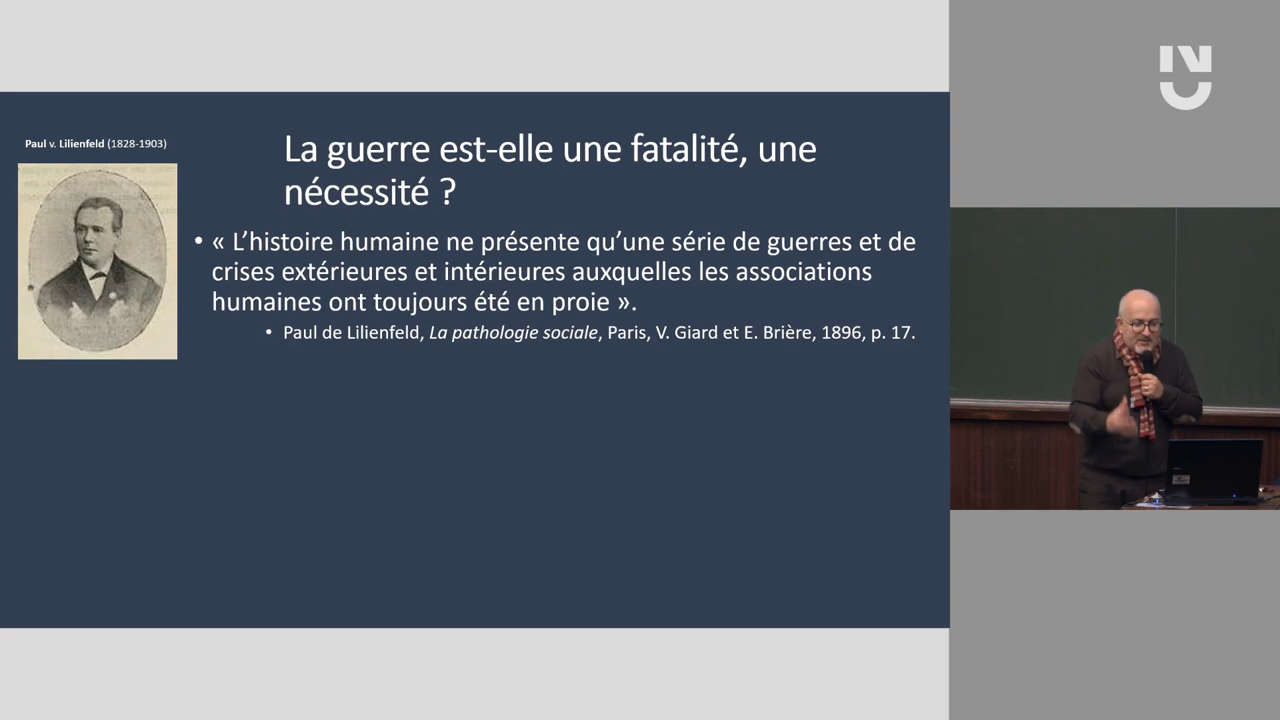 Paul v. Lilienfeld (1828-1903)
La guerre est-elle une fatalité, une
nécessité ?
• « L’histoire humaine ne présente qu’une série de guerres et de
crises extérieures et intérieures auxquelles les associations
humaines ont toujours été en proie ».
• Paul de Lilienfeld, La pathologie sociale, Paris, V. Giard et E. Brière, 1896, p. 17.